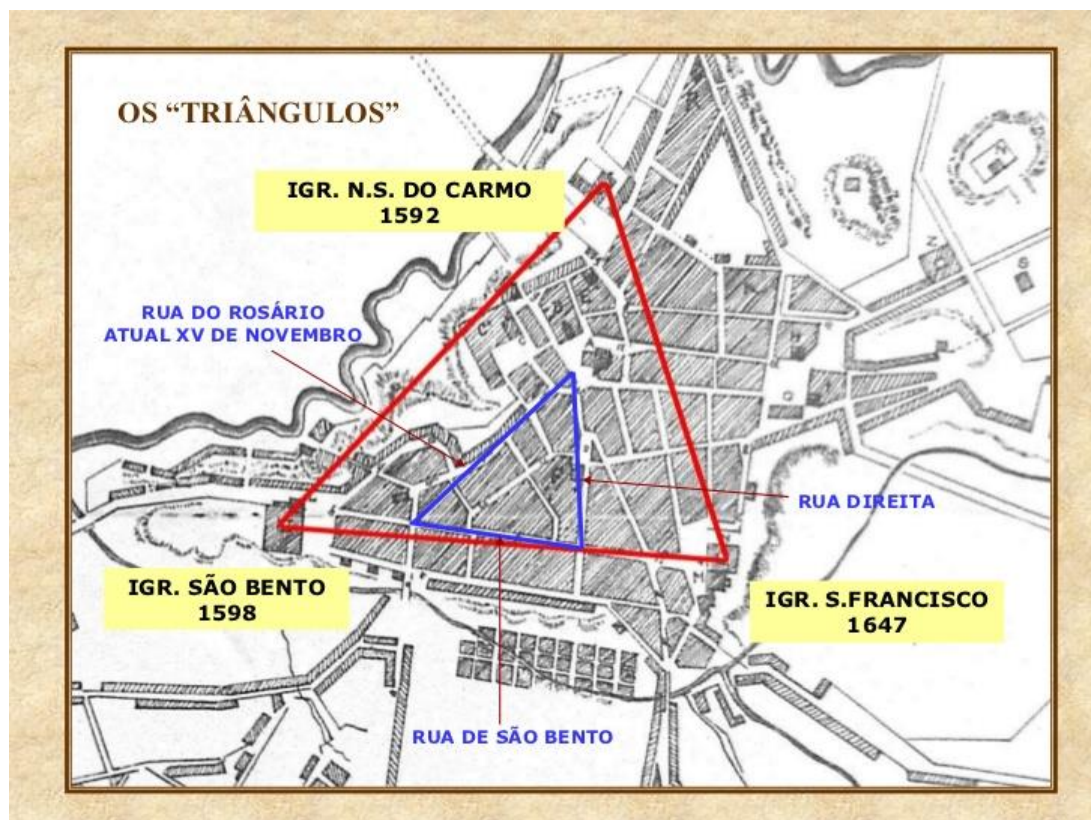 OS “TRIÂNGULOS”
IGR. N.S. DO CARMO
1592
RUA DO ROSÁRIO
ATUAL XV DE NOVEMBRO
RUA DIREITA
IGR. SÃO BENTO
1598
IGR. S.FRANCISCO
1647
RUA DE SÃO BENTO